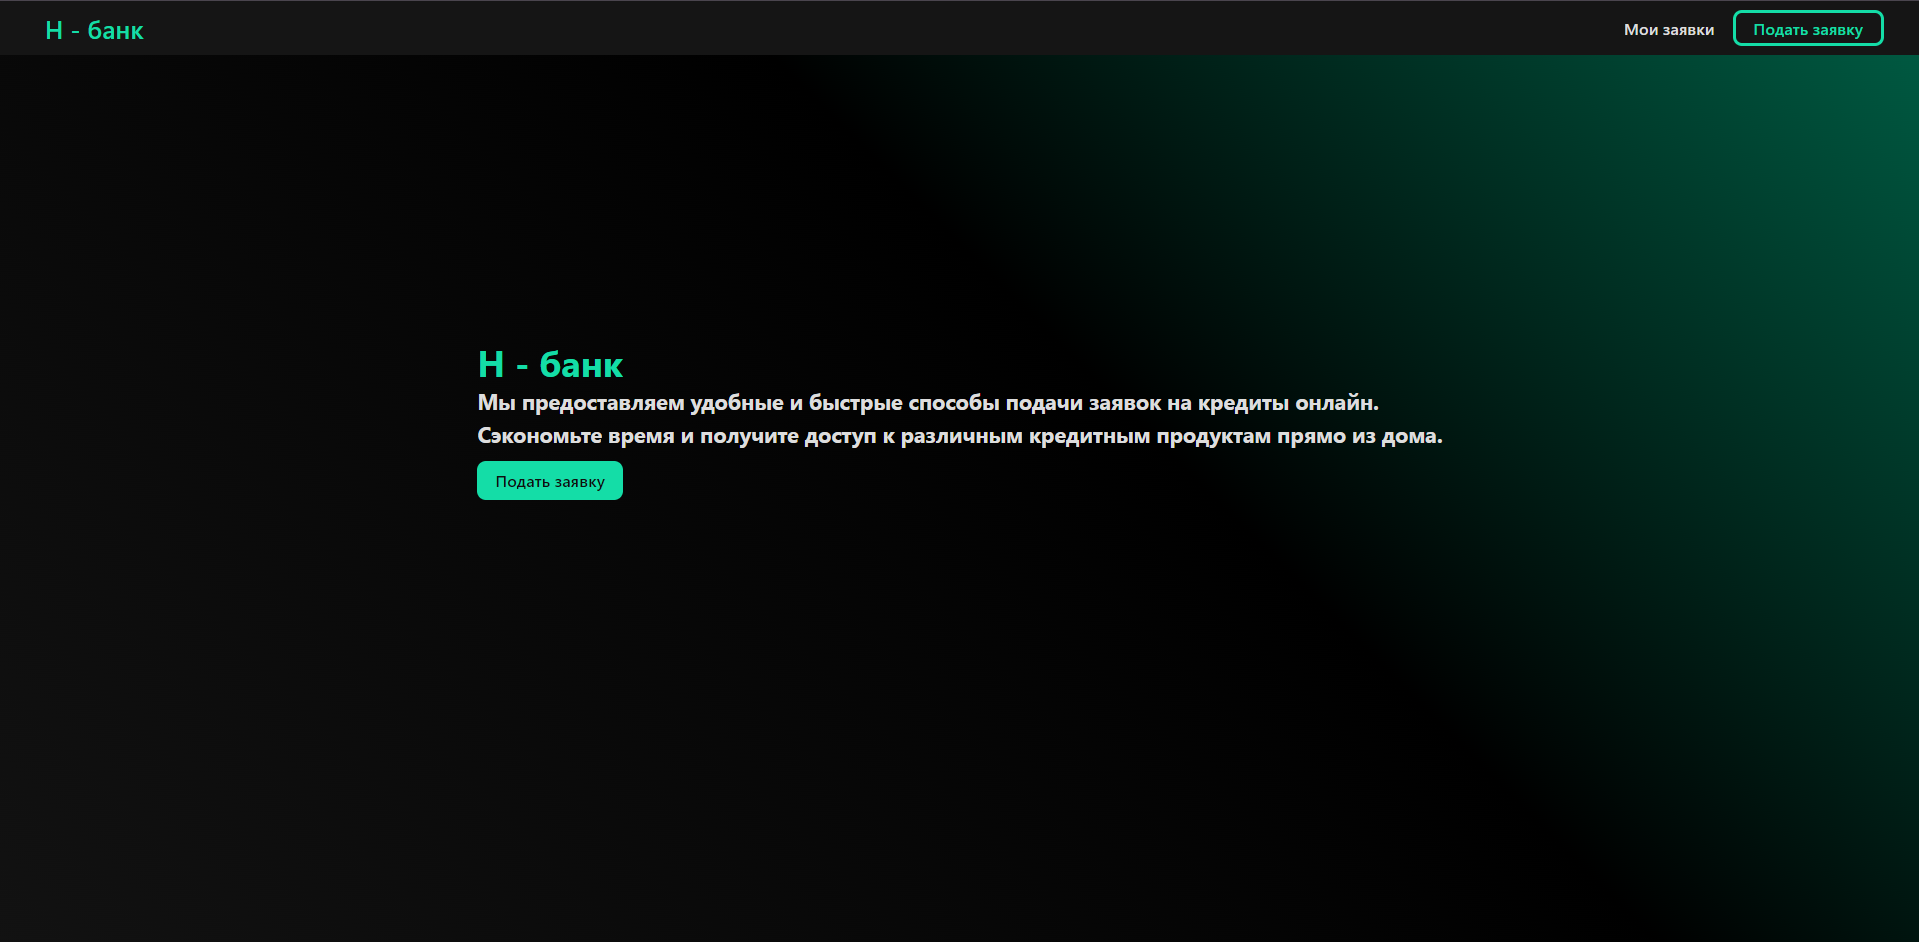 Н - банк
Мои заявки
Подать заявку
Н - банк
Мы предоставляем удобные и быстрые способы подачи заявок на кредиты онлайн.
Сэкономьте время и получите доступ к различным кредитным продуктам прямо из дома.
Подать заявку